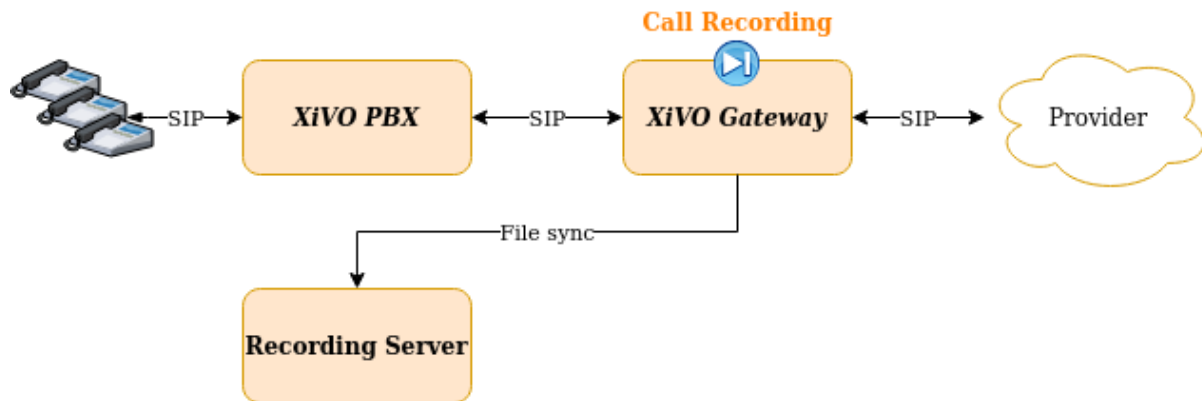 Call Recording
SIP
XiVO PBX
SIP
XiVO Gateway
SIP
Provider
File sync
Recording Server